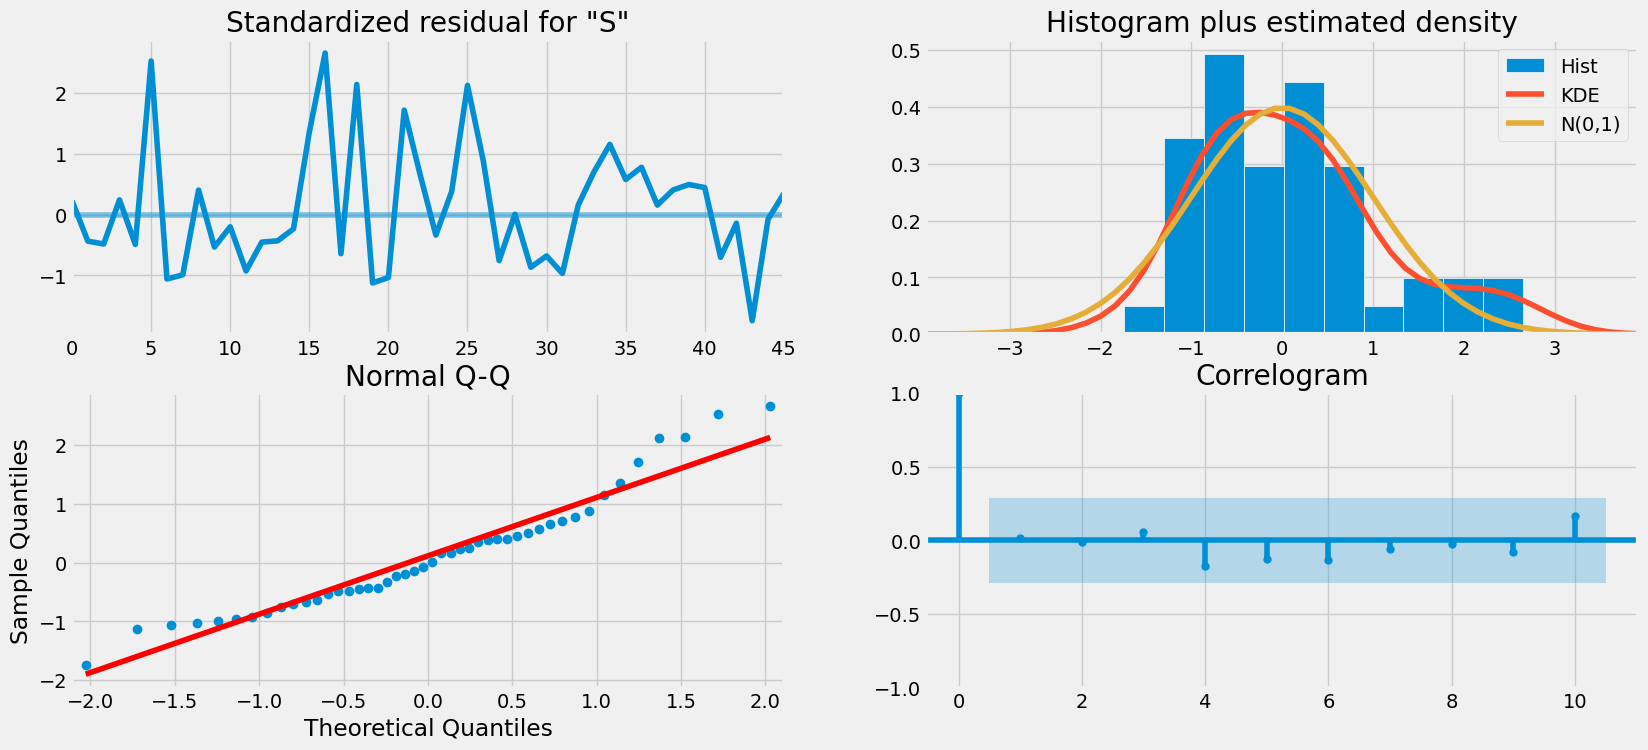 Standardized residual for "S"
2
1
0
−1
0 5 10 15 20 25 30 35 40 45
Histogram plus estimated density
0.5
0.4
0.3
0.2
0.1
0.0
−3 −2 −1 0 1 2 3
Hist
KDE
N(0,1)
Normal Q-Q
Sample Quantiles
2
1
0
−1
−2
−2.0 −1.5 −1.0 −0.5 0.0 0.5 1.0 1.5 2.0
Theoretical Quantiles
Correlogram
1.0
0.5
0.0
−0.5
−1.0
0 2 4 6 8 10